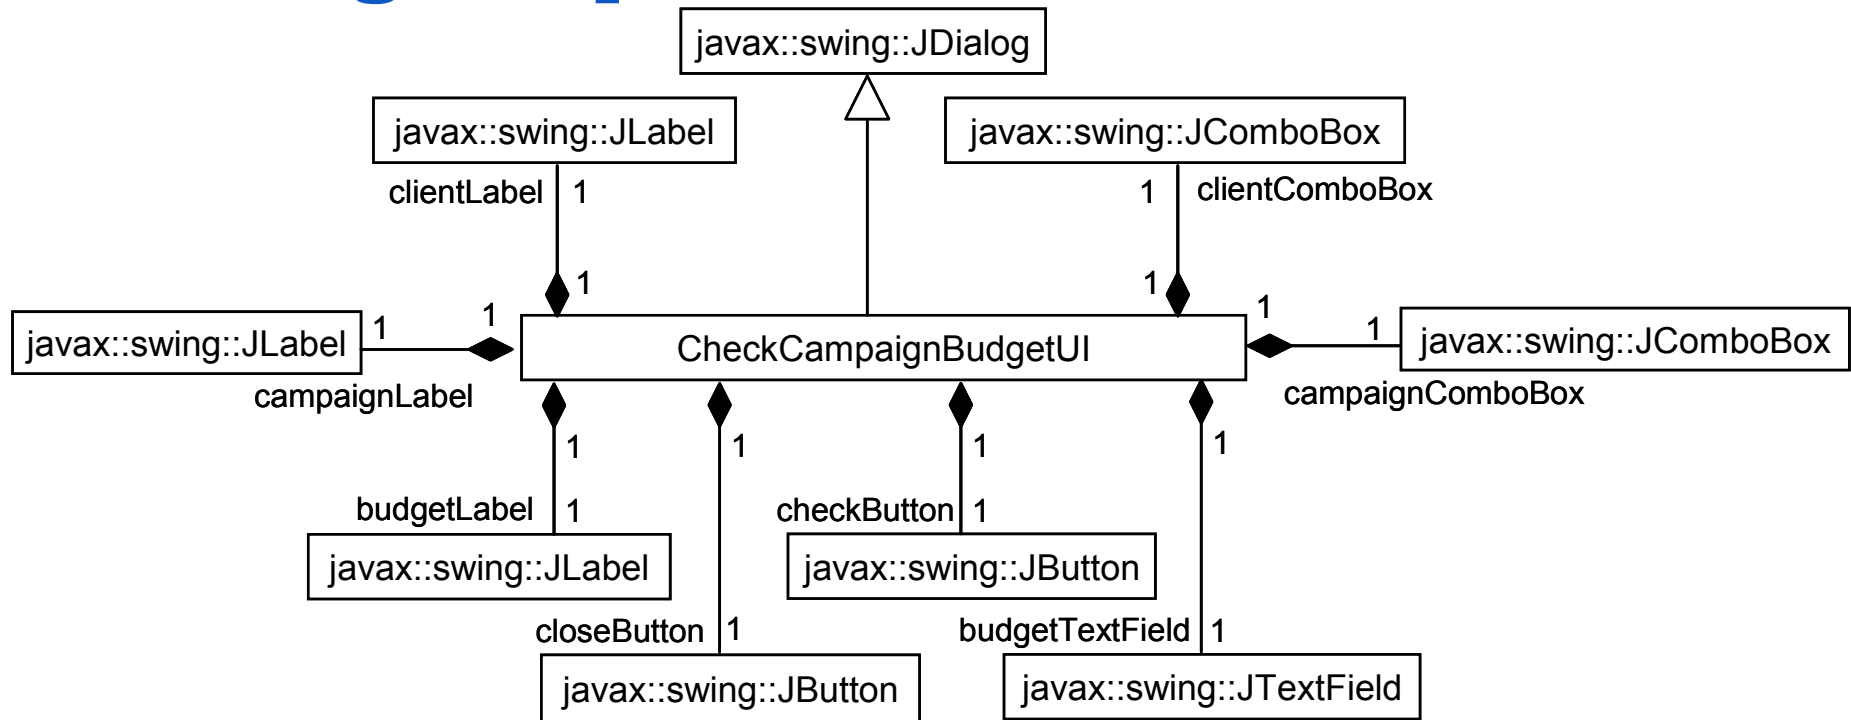 javax::swing::JDialog
javax::swing::JLabel
javax::swing::JComboBox
clientLabel 1
1 clientComboBox
1
1
javax::swing::JLabel
1
1
CheckCampaignBudgetUI
1
1
javax::swing::JComboBox
campaignLabel
campaignComboBox
1
1
1
1
budgetLabel 1
checkButton 1
javax::swing::JLabel
javax::swing::JButton
closeButton 1
budgetTextField 1
javax::swing::JButton
javax::swing::JTextField